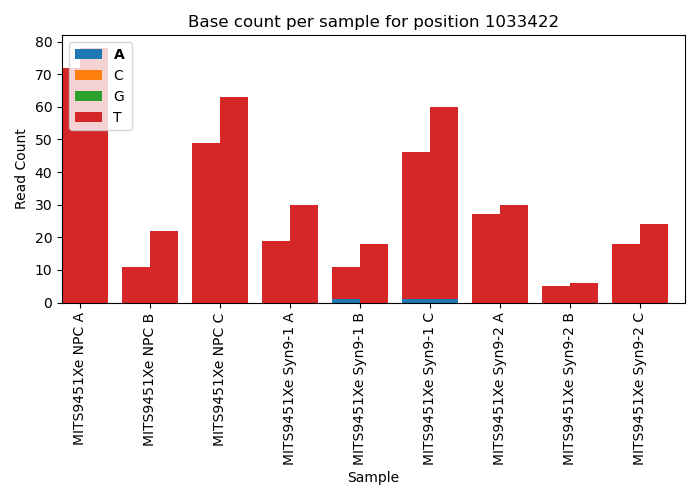 Base count per sample for position 1033422
80
70
60
50
40
30
20
10
0
Read Count
A
C
G
T
MITS9451Xe NPC A
MITS9451Xe NPC B
MITS9451Xe NPC C
MITS9451Xe Syn9-1 A
MITS9451Xe Syn9-1 B
MITS9451Xe Syn9-1 C
MITS9451Xe Syn9-2 A
MITS9451Xe Syn9-2 B
MITS9451Xe Syn9-2 C
Sample